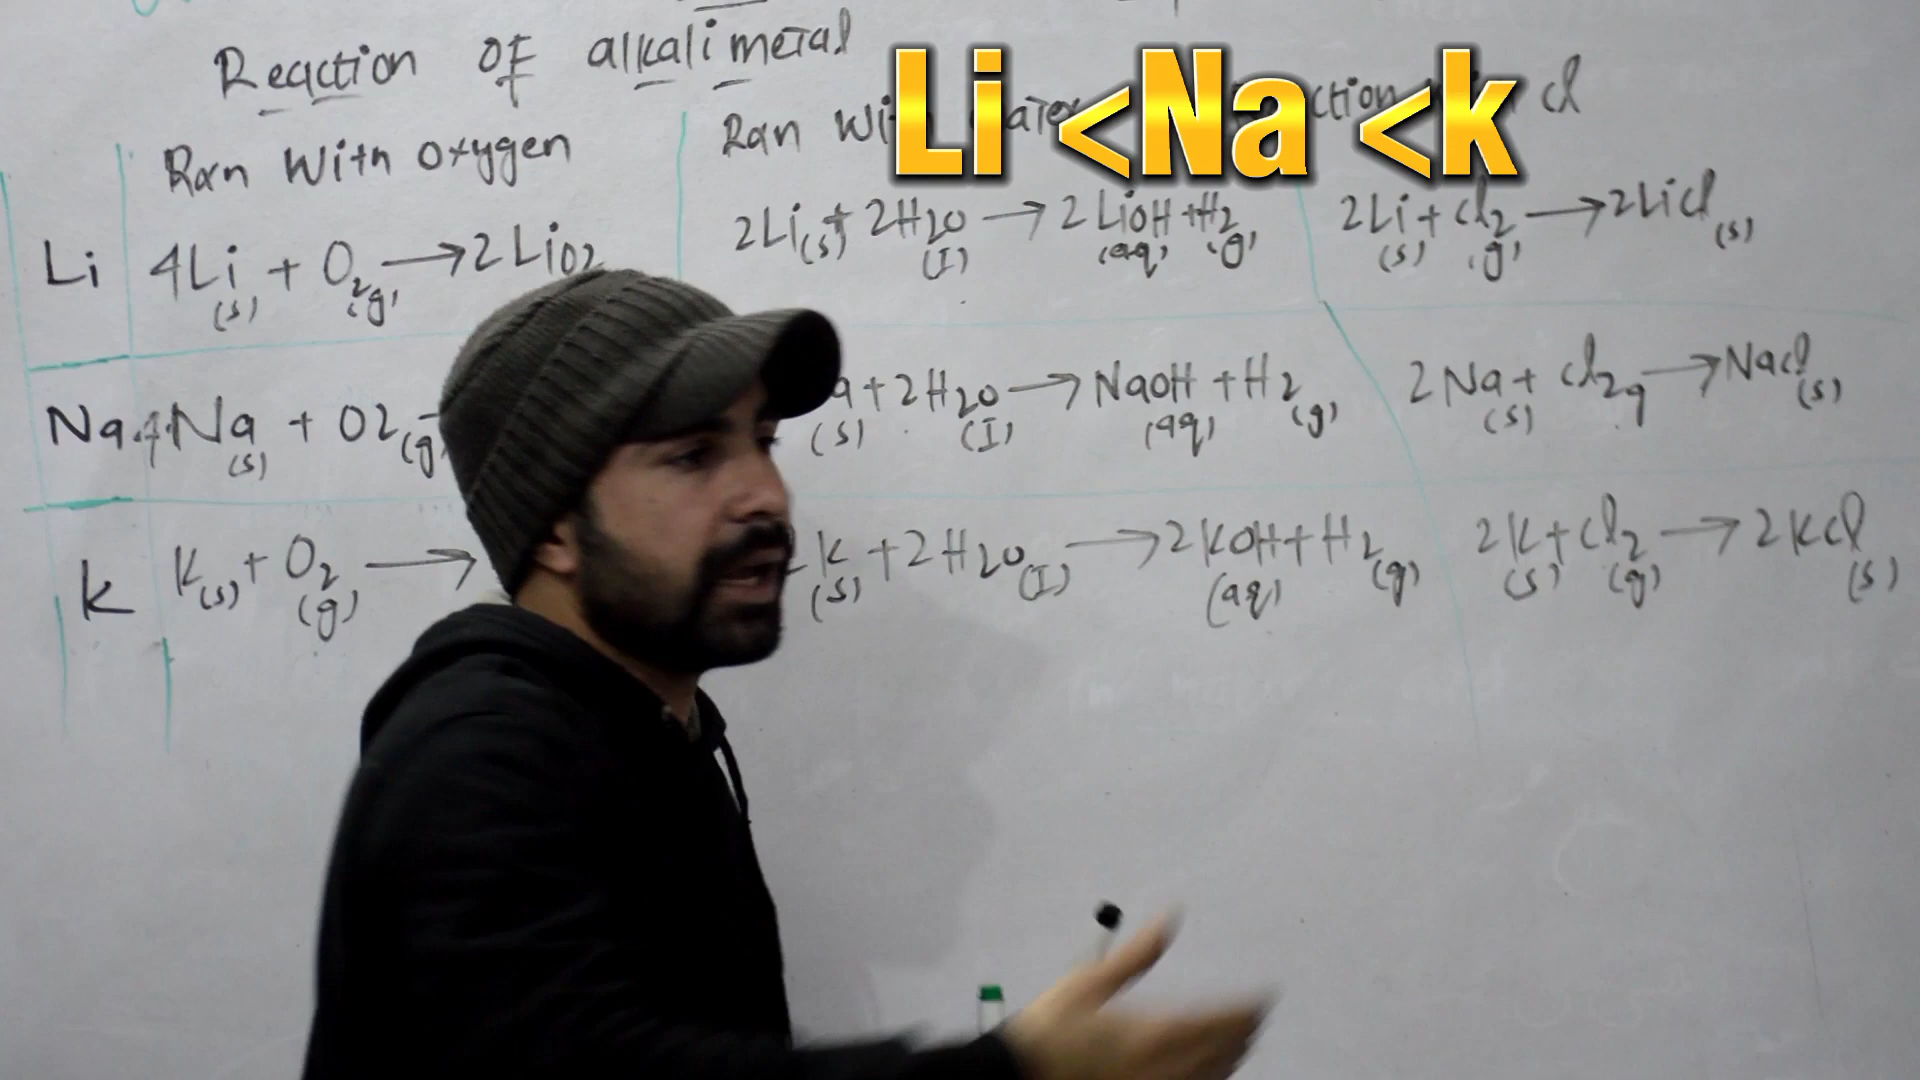 Reaction OF alkali metal
Li <Na <k
Rxn With Oxygen
Rxn Wi
ction
cl
Li
4Li(s) + O2(g) → 2LiO2
2Li(s) + 2H2O(I) → 2LiOH(aq) + H2(g)
2Li(s) + Cl2(g) → 2LiCl(s)
Na
4Na(s) + O2(g
a(s) + 2H2O(I) → NaOH(aq) + H2(g)
2Na(s) + Cl2g → NaCl(s)
k
K(s) + O2(g) →
K(s) + 2H2O(I) → 2KOH(aq) + H2(g)
2K(s) + Cl2(g) → 2KCl(s)